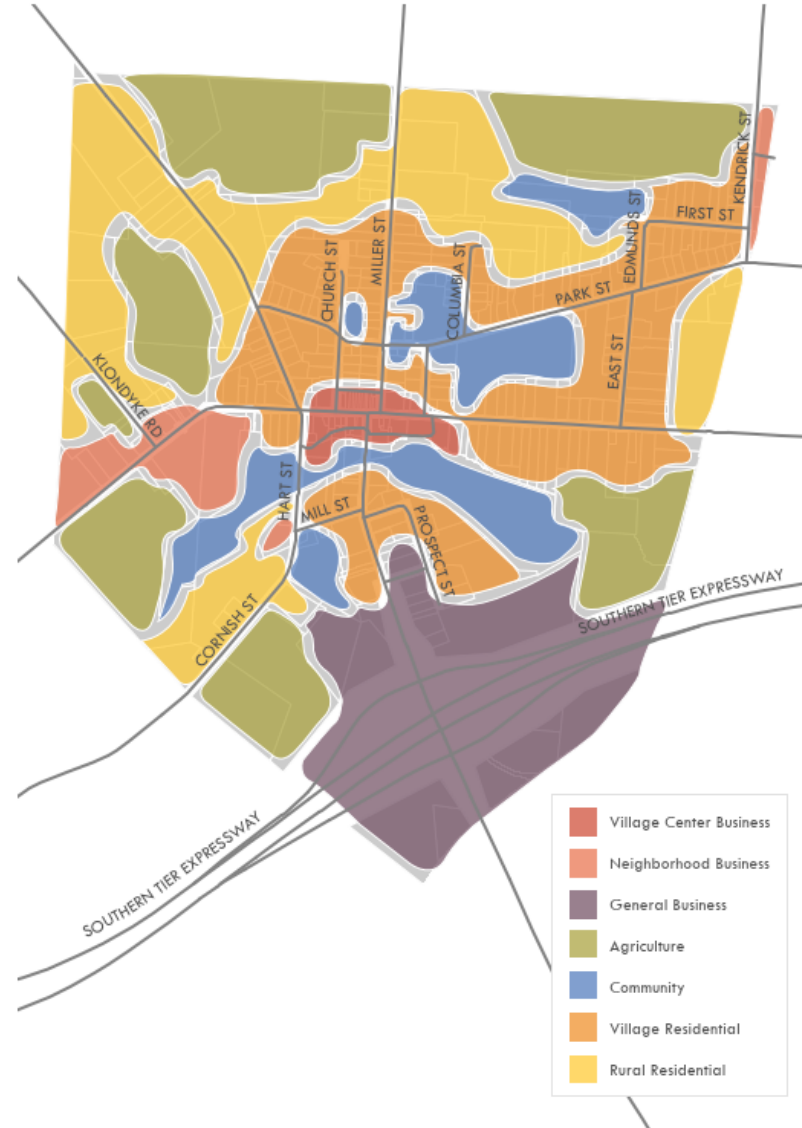 KENDRICK ST
FIRST ST
EDMUNDS ST
MILLER ST
CHURCH ST
COLUMBIA ST
PARK ST
EAST ST
KLONDYKE RD
HART ST
MILL ST
PROSPECT ST
SOUTHERN TIER EXPRESSWAY
CORNISH ST
SOUTHERN TIER EXPRESSWAY
Village Center Business
Neighborhood Business
General Business
Agriculture
Community
Village Residential
Rural Residential